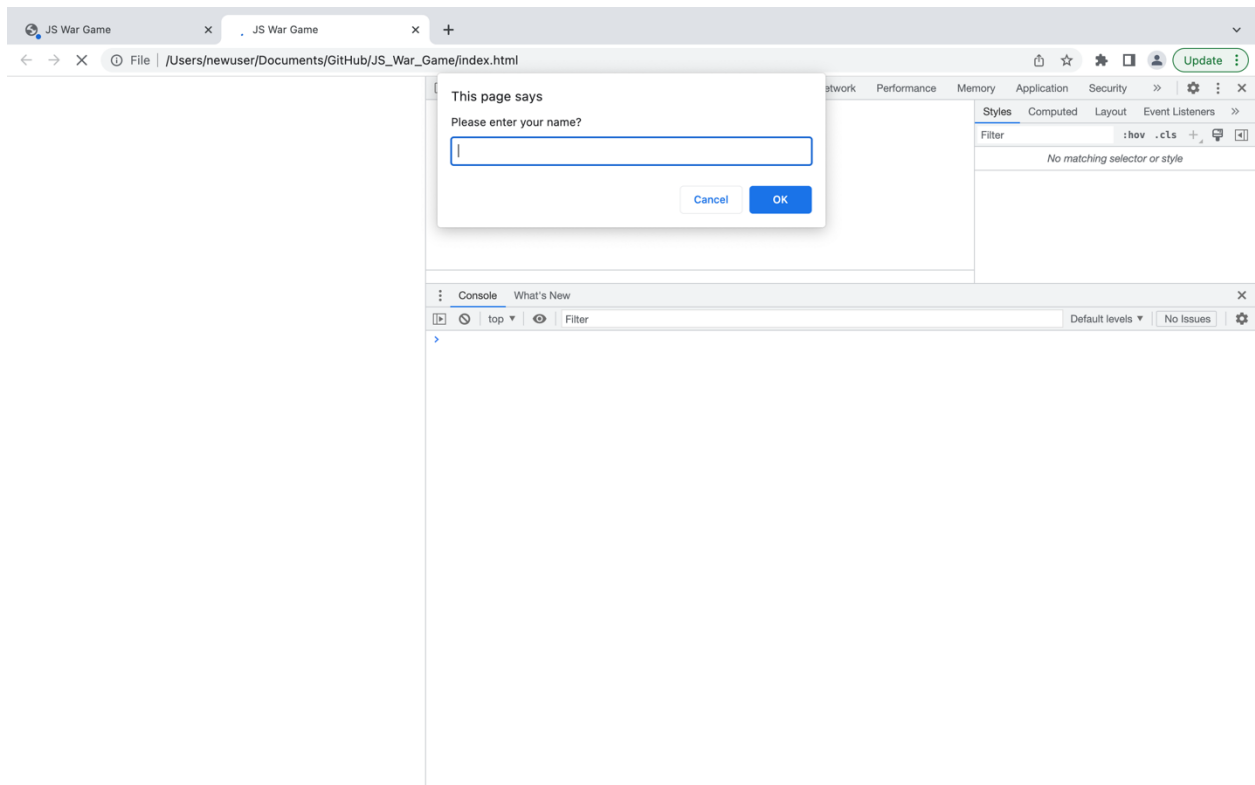 JS War Game
JS War Game
File
/Users/newuser/Documents/GitHub/JS_War_Game/index.html
Update
This page says
Please enter your name?
Cancel
OK
etwork
Performance
Memory
Application
Security
Styles
Computed
Layout
Event Listeners
Filter
:hov
.cls
No matching selector or style
Console
What's New
top
Filter
Default levels
No Issues